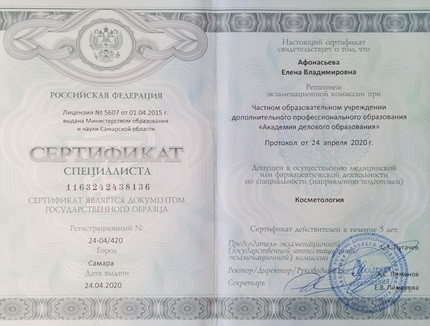 РОССИЙСКАЯ ФЕДЕРАЦИЯ
Лицензия № 5607 от 01.04.2015 г.
выдана Министерством образования
и науки Самарской области
СЕРТИФИКАТ
СПЕЦИАЛИСТА
1163242438136
СЕРТИФИКАТ ЯВЛЯЕТСЯ ДОКУМЕНТОМ
ГОСУДАРСТВЕННОГО ОБРАЗЦА
Регистрационный №
24-04/420
Город
Самара
Дата выдачи
24.04.2020
Настоящий сертификат
свидетельствует о том, что
Афонасьева
Елена Владимировна
Решением
экзаменационной комиссии при
Частном образовательном учреждении
дополнительного профессионального образования
«Академия делового образования»
Протокол от 24 апреля 2020 г.
Допущен к осуществлению медицинской
или фармацевтической деятельности
по специальности (направлению подготовки)
Косметология
Сертификат действителен в течение 5 лет.
Председатель экзаменационной
(государственной аттестационной
экзаменационной) комиссии
Ректор/Директор/Руководитель
Секретарь